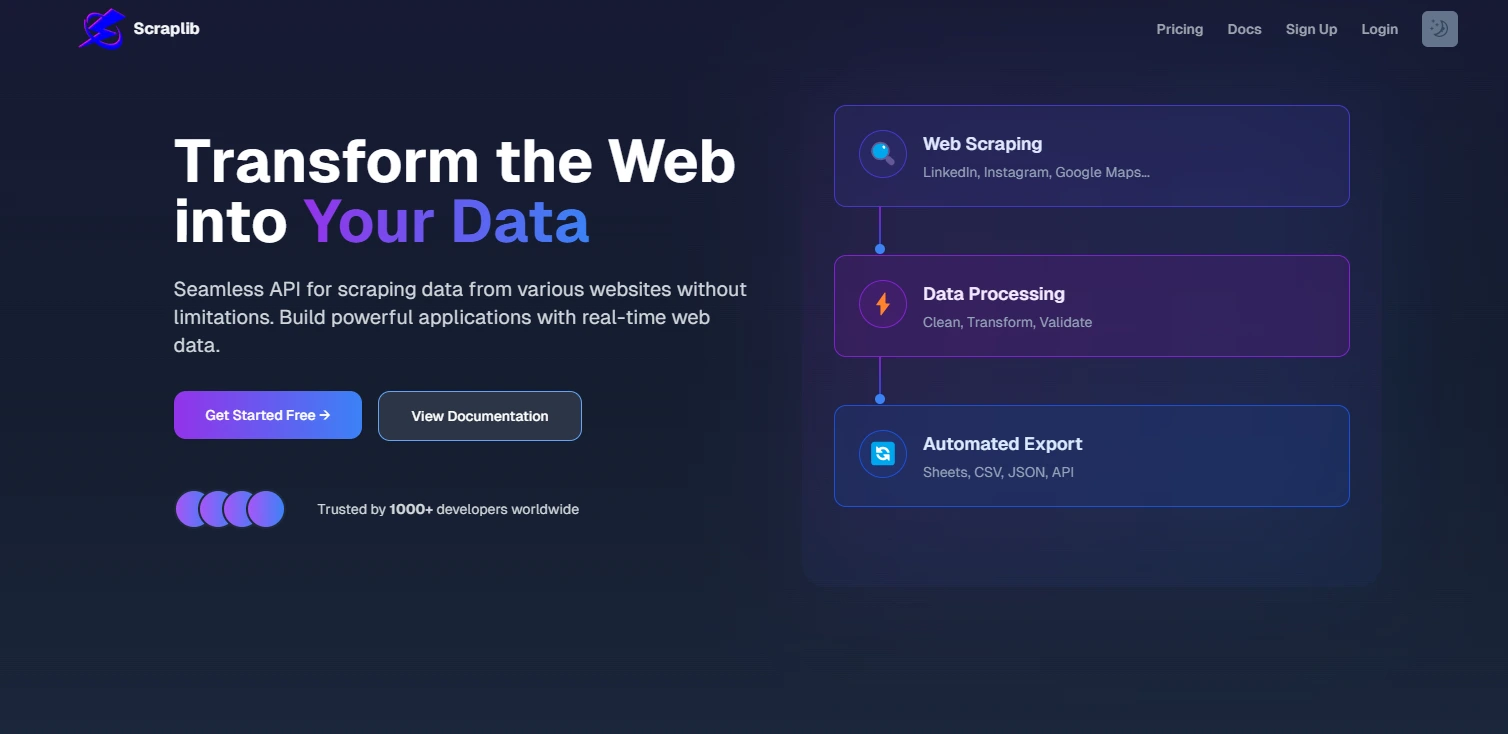 Scraplib
Pricing
Docs
Sign Up
Login
Transform the Web
into Your Data
Seamless API for scraping data from various websites without
limitations. Build powerful applications with real-time web
data.
Get Started Free →
View Documentation
Trusted by 1000+ developers worldwide
Web Scraping
LinkedIn, Instagram, Google Maps...
Data Processing
Clean, Transform, Validate
Automated Export
Sheets, CSV, JSON, API